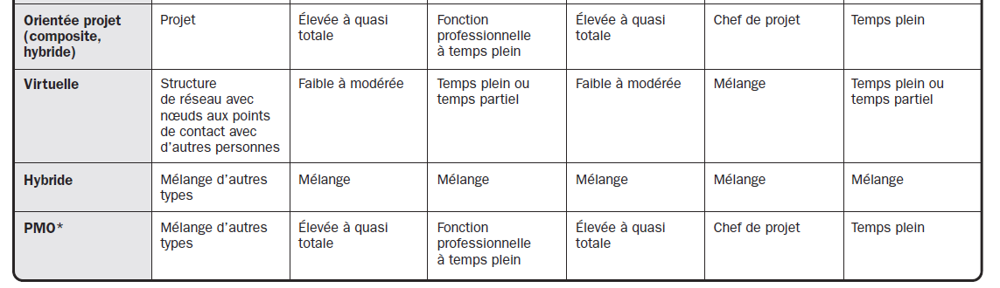 Orientée projet
(composite,
hybride)
Projet
Élevée à quasi
totale
Fonction
professionnelle
à temps plein
Élevée à quasi
totale
Chef de projet
Temps plein
Virtuelle
Structure
de réseau avec
nœuds aux points
de contact avec
d’autres personnes
Faible à modérée
Temps plein ou
temps partiel
Faible à modérée
Mélange
Temps plein ou
temps partiel
Hybride
Mélange d’autres
types
Mélange
Mélange
Mélange
Mélange
Mélange
PMO*
Mélange d’autres
types
Élevée à quasi
totale
Fonction
professionnelle
à temps plein
Élevée à quasi
totale
Chef de projet
Temps plein